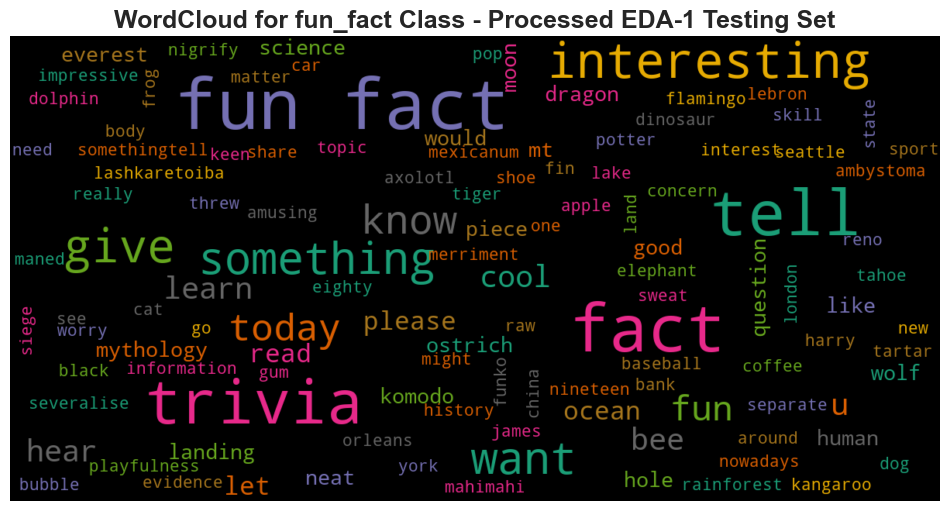 WordCloud for fun_fact Class - Processed EDA-1 Testing Set
everest nigrify science pop moon interesting
impressive frog matter car
dolphin fun fact dragon flamingo lebron
body would potter dinosaur skill state
need somethingtell keen share topic mexicanum mt interest seattle sport
lashkaretoiba axolotl fin lake ambystoma
really tiger shoe concern
threw amusing know apple land tell
give piece one reno
maned something merriment good question
learn eighty cool elephant london tahoe
siege cat sweat like
see worry go today please raw fact harry new
mythology read ostrich baseball tartar
black information gum might funko china coffee wolf
severalise trivia komodo history nineteen bank
ocean fun separate u
hear landing orleans james bee around human
playfulness york want nowadays dog
bubble evidence let neat mahimahi hole rainforest kangaroo